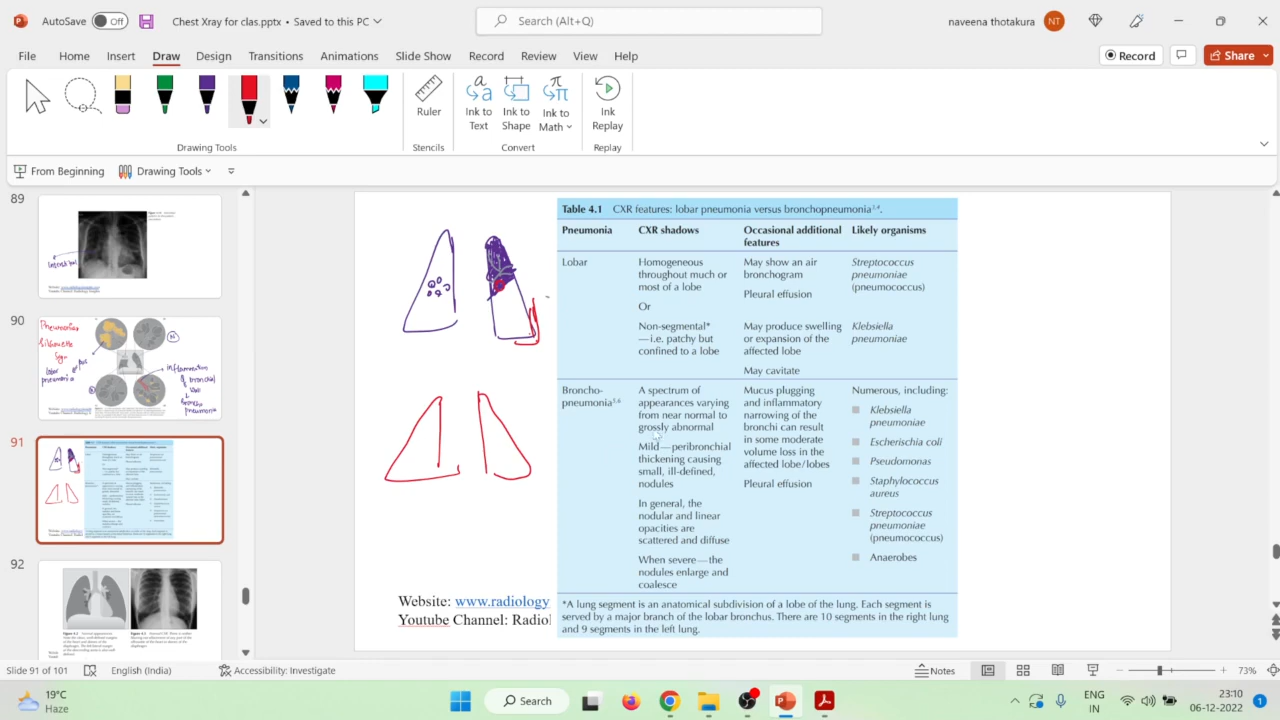 AutoSave Off Chest Xray for clas.pptx • Saved to this PC Search (Alt+Q) naveena thotakura NT
File Home Insert Draw Design Transitions Animations Slide Show Record Review View Help Record Share
Ruler
Ink to Text
Ink to Shape
Ink to Math
Ink Replay
Drawing Tools Stencils Convert Replay
From Beginning Drawing Tools
89
90
Pneumonia
lobar pneumonia
pus
inflammation
bronchial
wall
pneumonia
91
92
Table 4.1 CXR features: lobar pneumonia versus bronchopneumonia
Pneumonia CXR shadows Occasional additional features Likely organisms
Lobar
Homogeneous
throughout much or
most of a lobe
Or
Non-segmental*
—i.e. patchy but
confined to a lobe
May show an air
bronchogram
Pleural effusion
May produce swelling
or expansion of the
affected lobe
May cavitate
Streptococcus
pneumoniae
(pneumococcus)
Klebsiella
pneumoniae
Broncho-
pneumonia5,6
A spectrum of
appearances varying
from near normal to
grossly abnormal
Mild—peribronchial
thickening causing
small, ill-defined,
nodules
In general, the
nodular and linear
opacities are
scattered and diffuse
When severe—the
nodules enlarge and
coalesce
Mucus plugging
and inflammatory
narrowing of the
bronchi can result
in some moderate
volume loss in the
affected lobe/lobes
Pleural effusion
Numerous, including:
Klebsiella
pneumoniae
Escherischia coli
Pseudomonas
Staphylococcus
aureus
Streptococcus
pneumoniae
(pneumococcus)
Anaerobes
*A lung segment is an anatomical subdivision of a lobe of the lung. Each segment is
served by a major branch of the lobar bronchus. There are 10 segments in the right lung
and 9 segments in the left lung.
Website: www.radiology
Youtube Channel: Radio
Slide 91 of 101 English (India) Accessibility: Investigate Notes 73%
19°C
Haze
Search
ENG
IN
23:10
06-12-2022
1